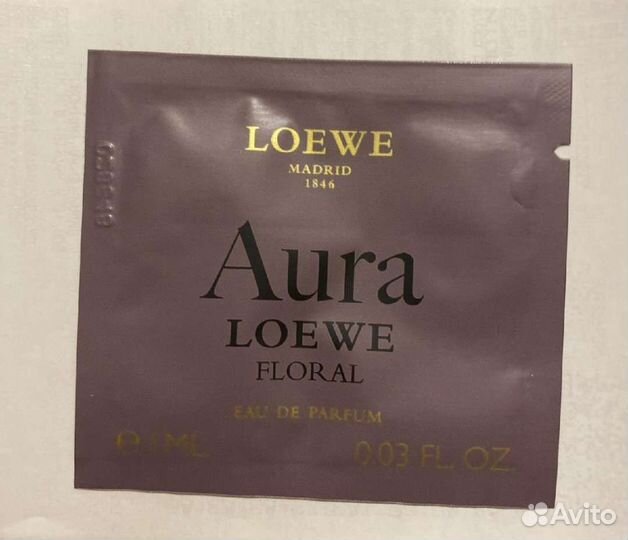 LOEWE
MADRID
1846
Aura
LOEWE
FLORAL
EAU DE PARFUM
℮ 1 ML. 0.03 FL. OZ.
Avito